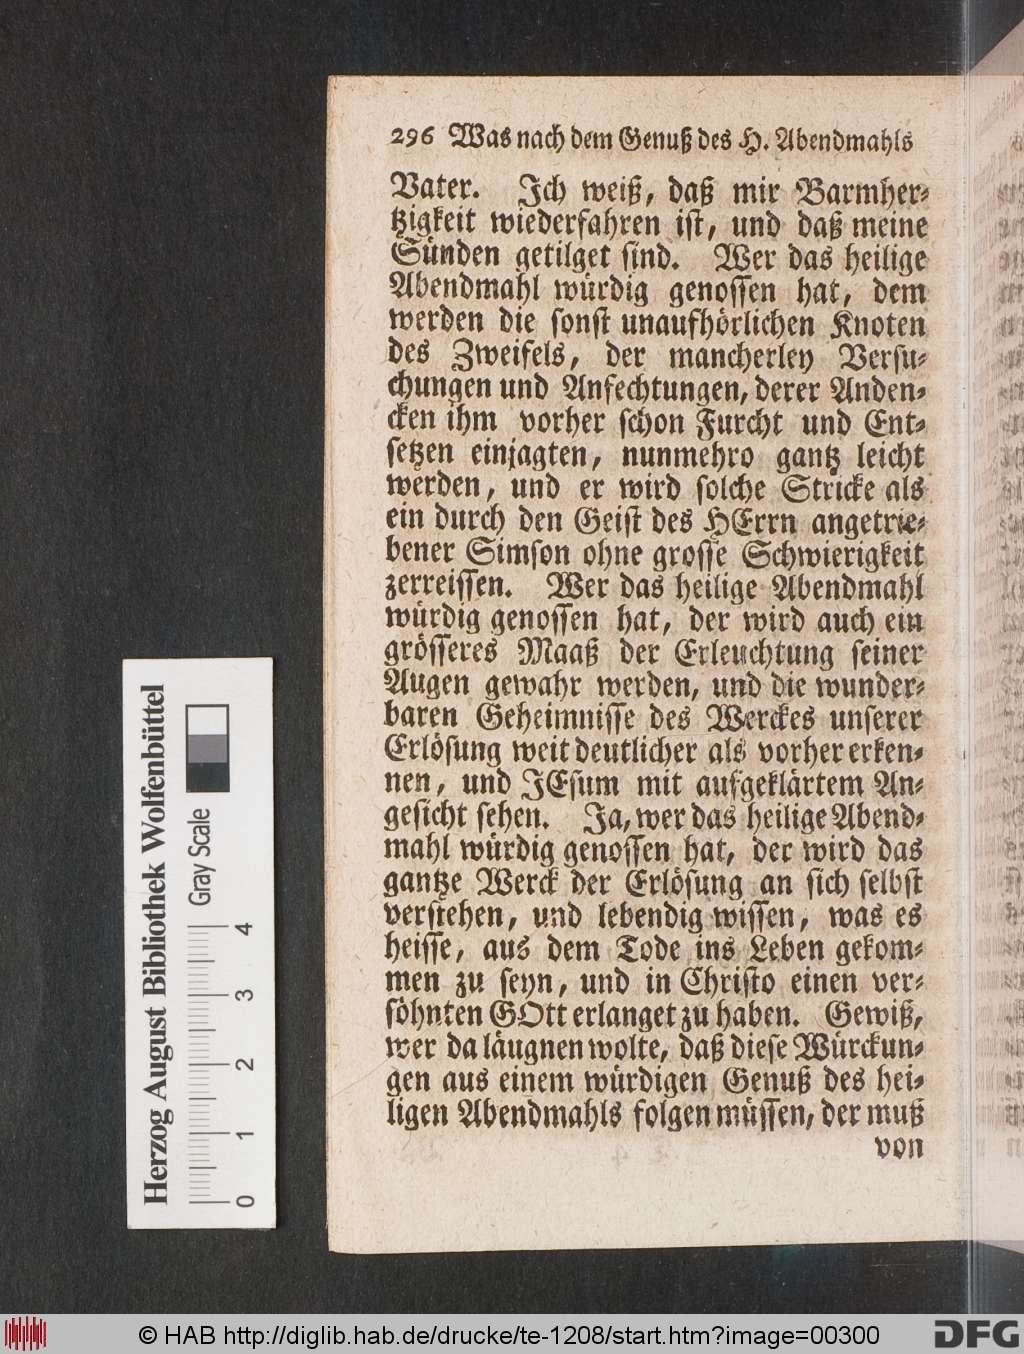 296 Was nach dem Genuß des H. Abendmahls
Vater. Ich weiß, daß mir Barmher-
tzigkeit wiederfahren ist, und daß meine
Sünden getilget sind. Wer das heilige
Abendmahl würdig genossen hat, dem
werden die sonst unaufhörlichen Knoten
des Zweifels, der mancherley Versu-
chungen und Anfechtungen, derer Anden-
cken ihm vorher schon Furcht und Ent-
setzen einjagten, nunmehro gantz leicht
werden, und er wird solche Stricke als
ein durch den Geist des HErrn angetrie-
bener Simson ohne grosse Schwierigkeit
zerreissen. Wer das heilige Abendmahl
würdig genossen hat, der wird auch ein
grösseres Maaß der Erleuchtung seiner
Augen gewahr werden, und die wunder-
baren Geheimnisse des Werckes unserer
Erlösung weit deutlicher als vorher erken-
nen, und JEsum mit aufgeklärtem An-
gesicht sehen. Ja, wer das heilige Abend-
mahl würdig genossen hat, der wird das
gantze Werck der Erlösung an sich selbst
verstehen, und lebendig wissen, was es
heisse, aus dem Tode ins Leben gekom-
men zu seyn, und in Christo einen ver-
söhnten GOtt erlanget zu haben. Gewiß,
wer da läugnen wolte, daß diese Würckun-
gen aus einem würdigen Genuß des hei-
ligen Abendmahls folgen müssen, der muß
von
Herzog August Bibliothek Wolfenbüttel
Gray Scale
0 1 2 3 4
© HAB http://diglib.hab.de/drucke/te-1208/start.htm?image=00300
DFG